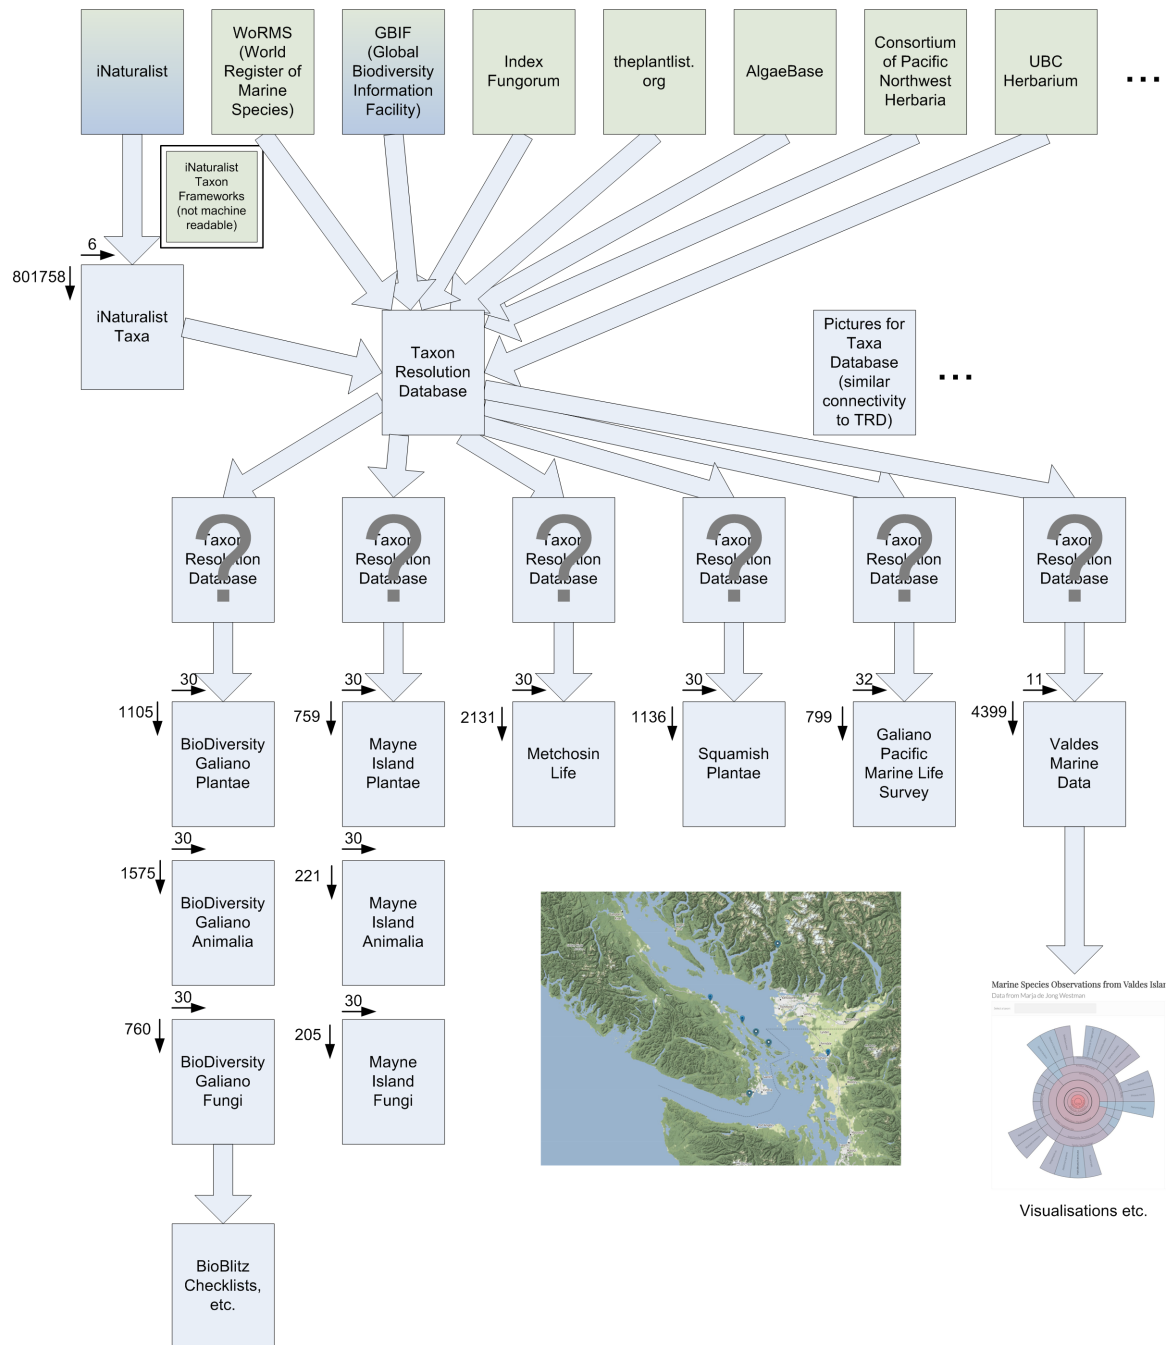 iNaturalist
WoRMS
(World
Register of
Marine
Species)
GBIF
(Global
Biodiversity
Information
Facility)
Index
Fungorum
theplantlist.
org
AlgaeBase
Consortium
of Pacific
Northwest
Herbaria
UBC
Herbarium
...
iNaturalist
Taxon
Frameworks
(not machine
readable)
6
801758
iNaturalist
Taxa
Taxon
Resolution
Database
Pictures for
Taxa
Database
(similar
connectivity
to TRD)
...
Taxon
Resolution
Database
?
Taxon
Resolution
Database
?
Taxon
Resolution
Database
?
Taxon
Resolution
Database
?
Taxon
Resolution
Database
?
Taxon
Resolution
Database
?
30
1105
BioDiversity
Galiano
Plantae
30
759
Mayne
Island
Plantae
30
2131
Metchosin
Life
30
1136
Squamish
Plantae
32
799
Galiano
Pacific
Marine Life
Survey
11
4399
Valdes
Marine
Data
30
1575
BioDiversity
Galiano
Animalia
30
221
Mayne
Island
Animalia
30
760
BioDiversity
Galiano
Fungi
30
205
Mayne
Island
Fungi
Marine Species Observations from Valdes Islan
Data from Marja de Jong Westman
Visualisations etc.
BioBlitz
Checklists,
etc.